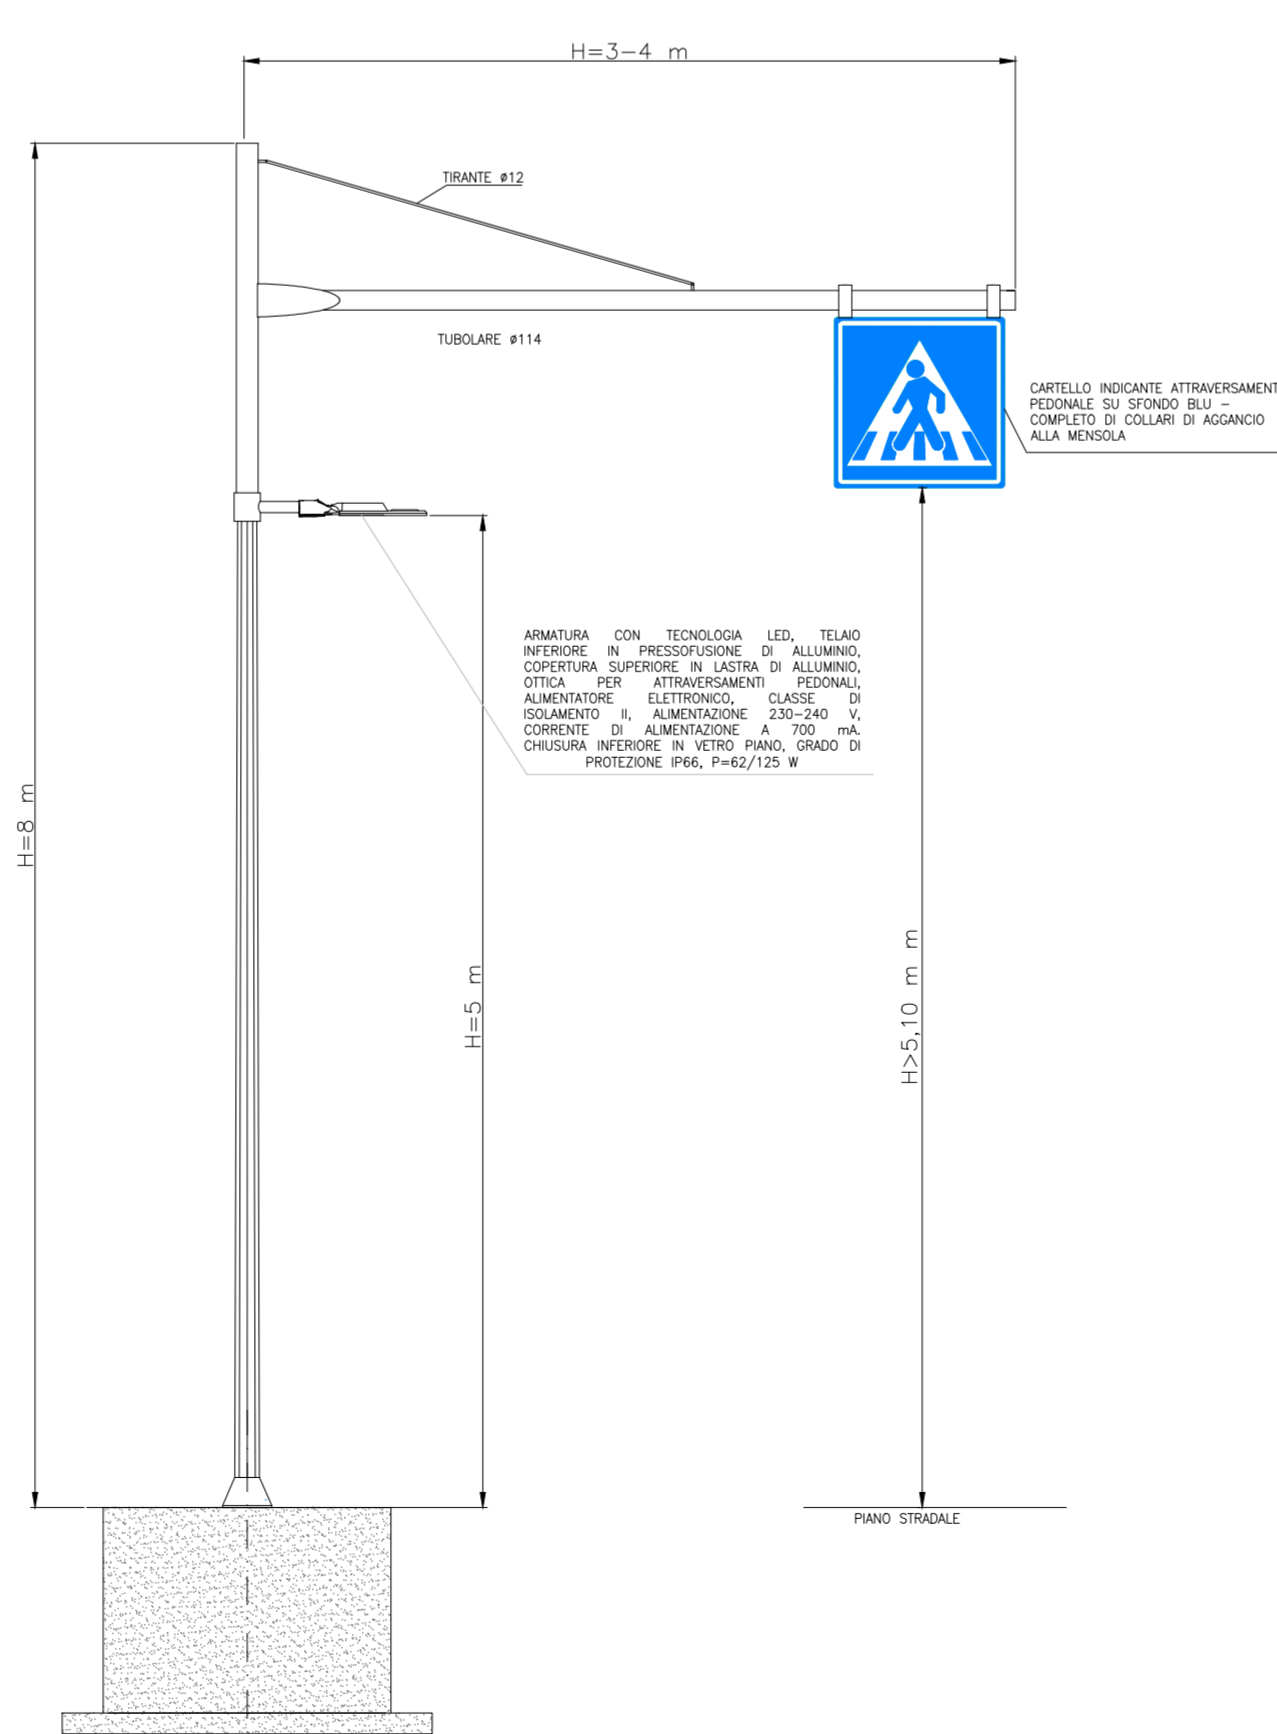 H=3-4 m
TIRANTE ø12
TUBOLARE ø114
CARTELLO INDICANTE ATTRAVERSAMENT
PEDONALE SU SFONDO BLU -
COMPLETO DI COLLARI DI AGGANCIO
ALLA MENSOLA
ARMATURA CON TECNOLOGIA LED, TELAIO
INFERIORE IN PRESSOFUSIONE DI ALLUMINIO,
COPERTURA SUPERIORE IN LASTRA DI ALLUMINIO,
OTTICA PER ATTRAVERSAMENTI PEDONALI,
ALIMENTATORE ELETTRONICO, CLASSE DI
ISOLAMENTO II, ALIMENTAZIONE 230-240 V,
CORRENTE DI ALIMENTAZIONE A 700 mA.
CHIUSURA INFERIORE IN VETRO PIANO, GRADO DI
PROTEZIONE IP66, P=62/125 W
H=8 m
H=5 m
H>5,10 m m
PIANO STRADALE